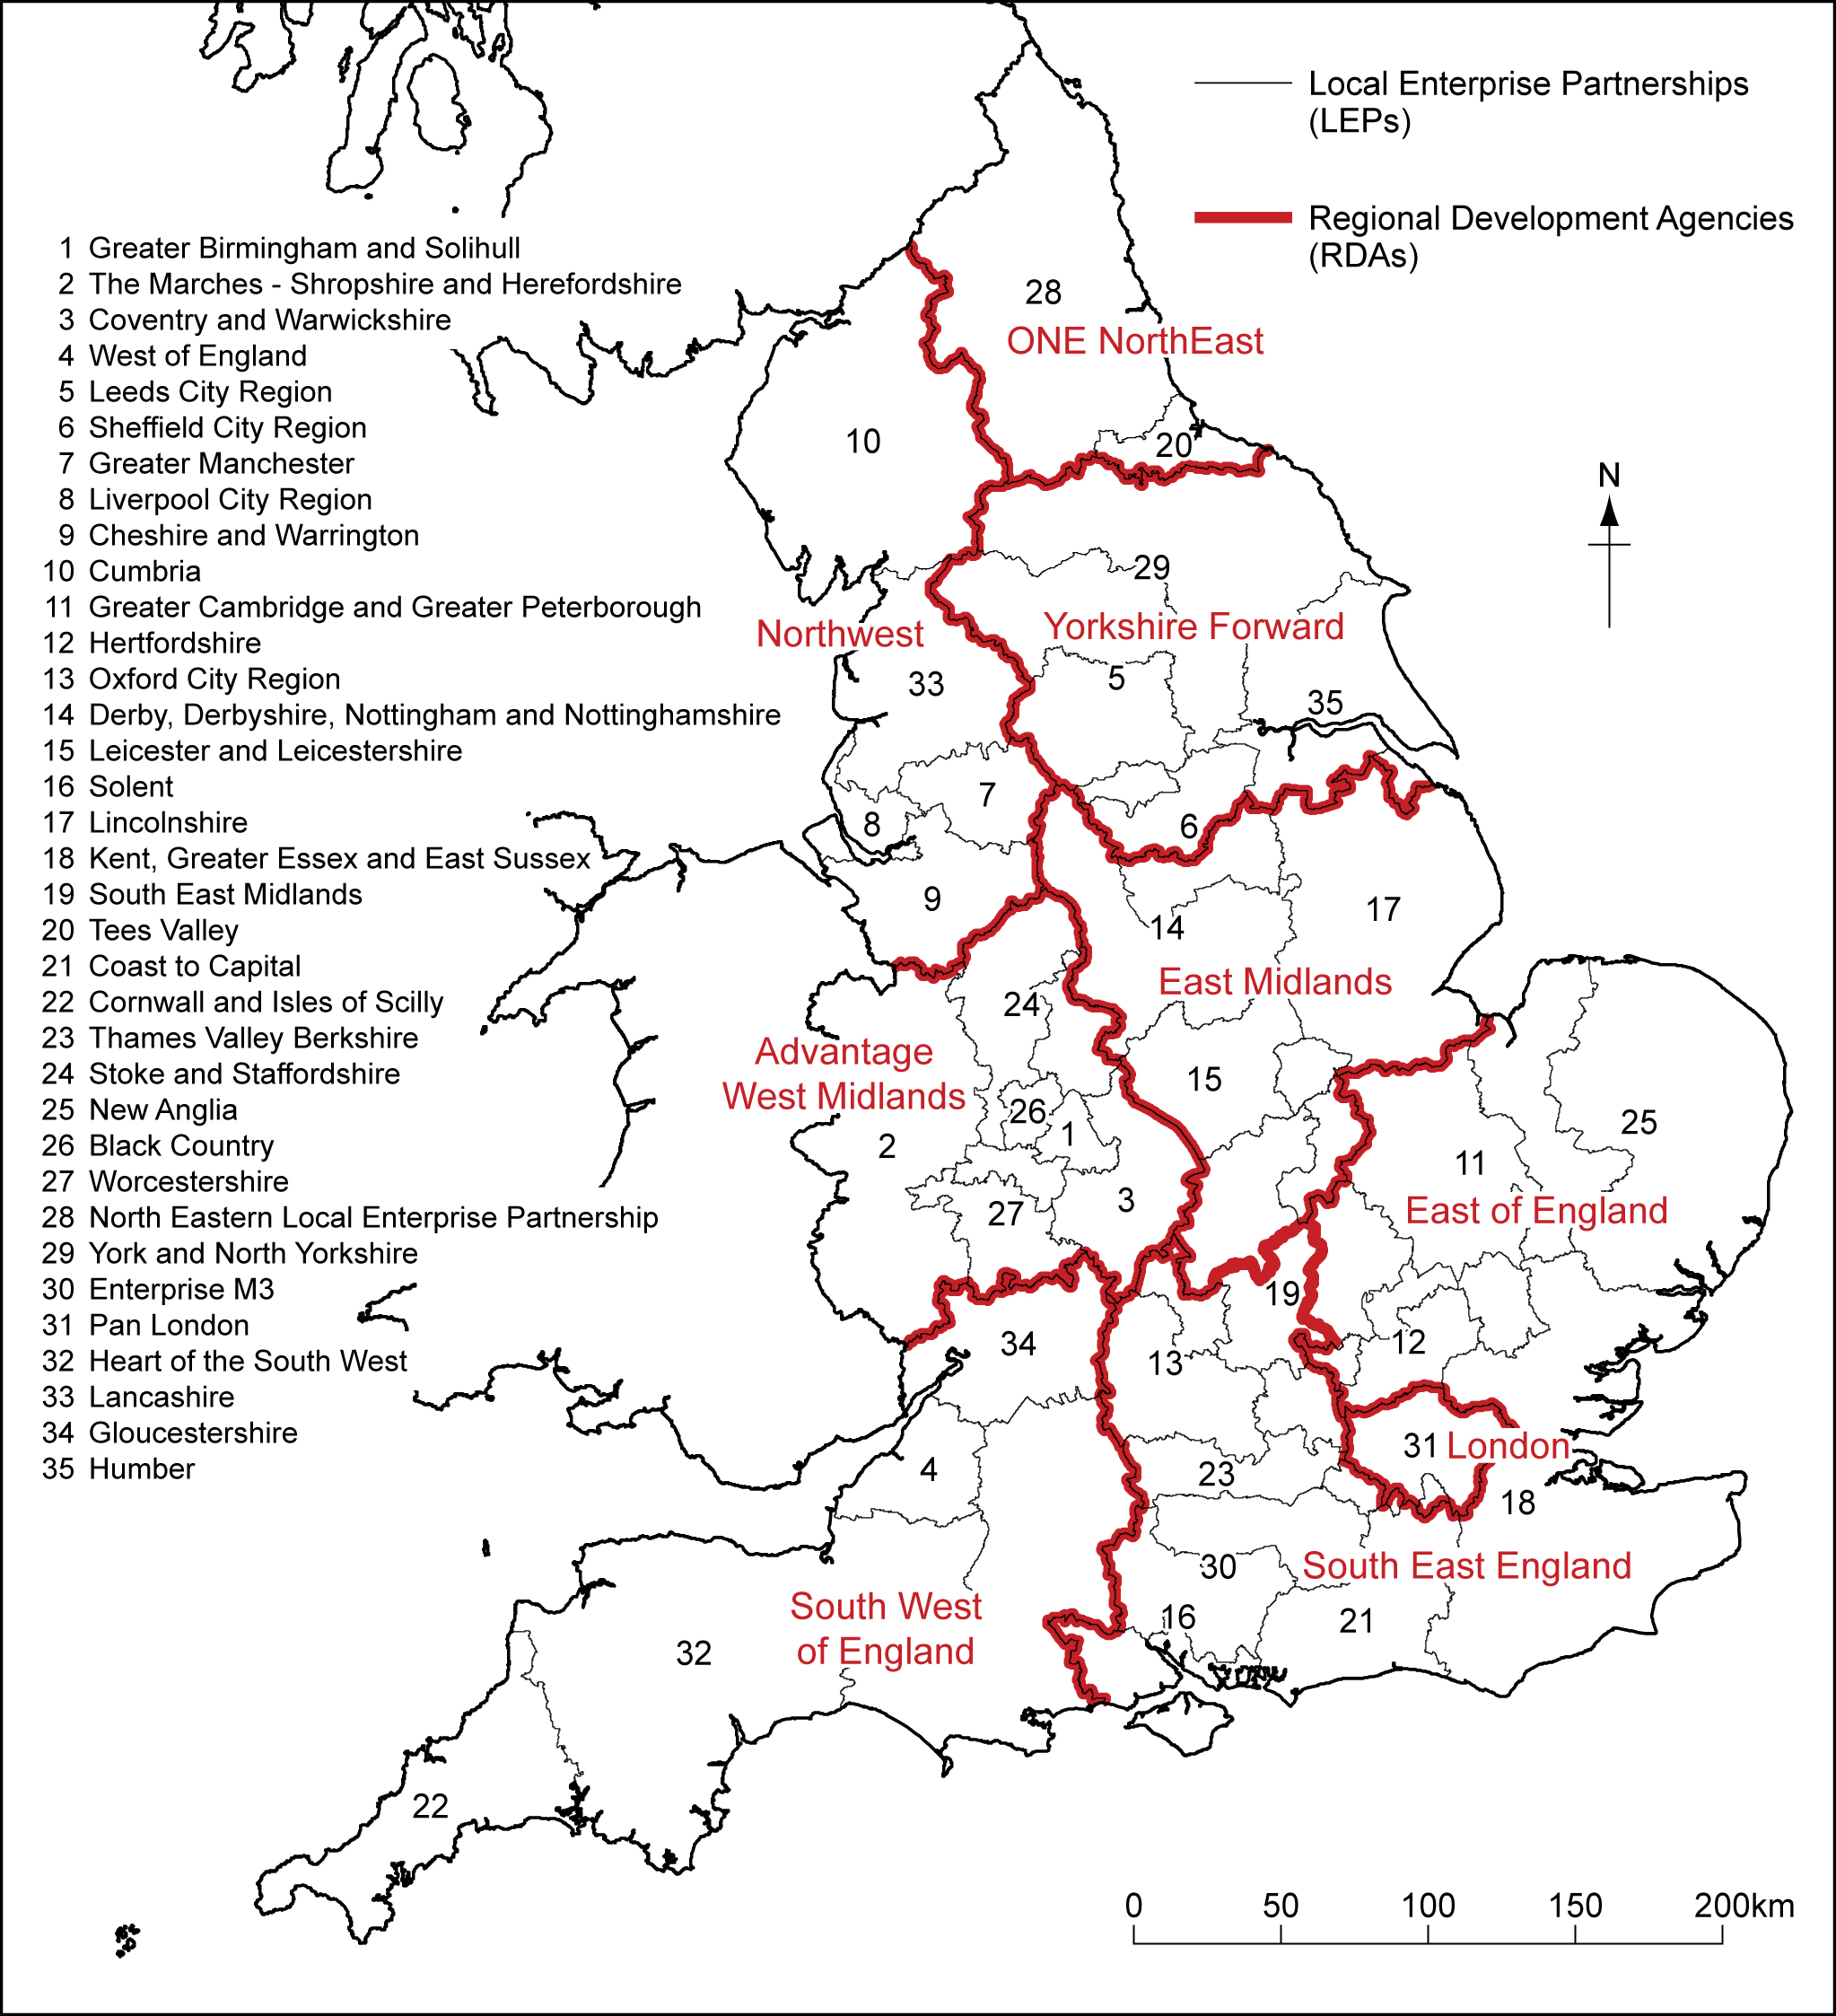 Local Enterprise Partnerships
(LEPs)
Regional Development Agencies
(RDAs)
1 Greater Birmingham and Solihull
2 The Marches - Shropshire and Herefordshire
3 Coventry and Warwickshire
4 West of England
5 Leeds City Region
6 Sheffield City Region
7 Greater Manchester
8 Liverpool City Region
9 Cheshire and Warrington
10 Cumbria
11 Greater Cambridge and Greater Peterborough
12 Hertfordshire
13 Oxford City Region
14 Derby, Derbyshire, Nottingham and Nottinghamshire
15 Leicester and Leicestershire
16 Solent
17 Lincolnshire
18 Kent, Greater Essex and East Sussex
19 South East Midlands
20 Tees Valley
21 Coast to Capital
22 Cornwall and Isles of Scilly
23 Thames Valley Berkshire
24 Stoke and Staffordshire
25 New Anglia
26 Black Country
27 Worcestershire
28 North Eastern Local Enterprise Partnership
29 York and North Yorkshire
30 Enterprise M3
31 Pan London
32 Heart of the South West
33 Lancashire
34 Gloucestershire
35 Humber
28
ONE NorthEast
10
20
N
29
Northwest
Yorkshire Forward
33
5
35
7
8
6
9
14
17
East Midlands
24
Advantage
West Midlands
15
26
1
2
25
11
3
27
East of England
19
34
13
12
31
London
4
23
18
30
South East England
South West
of England
16
21
32
22
0 50 100 150 200km